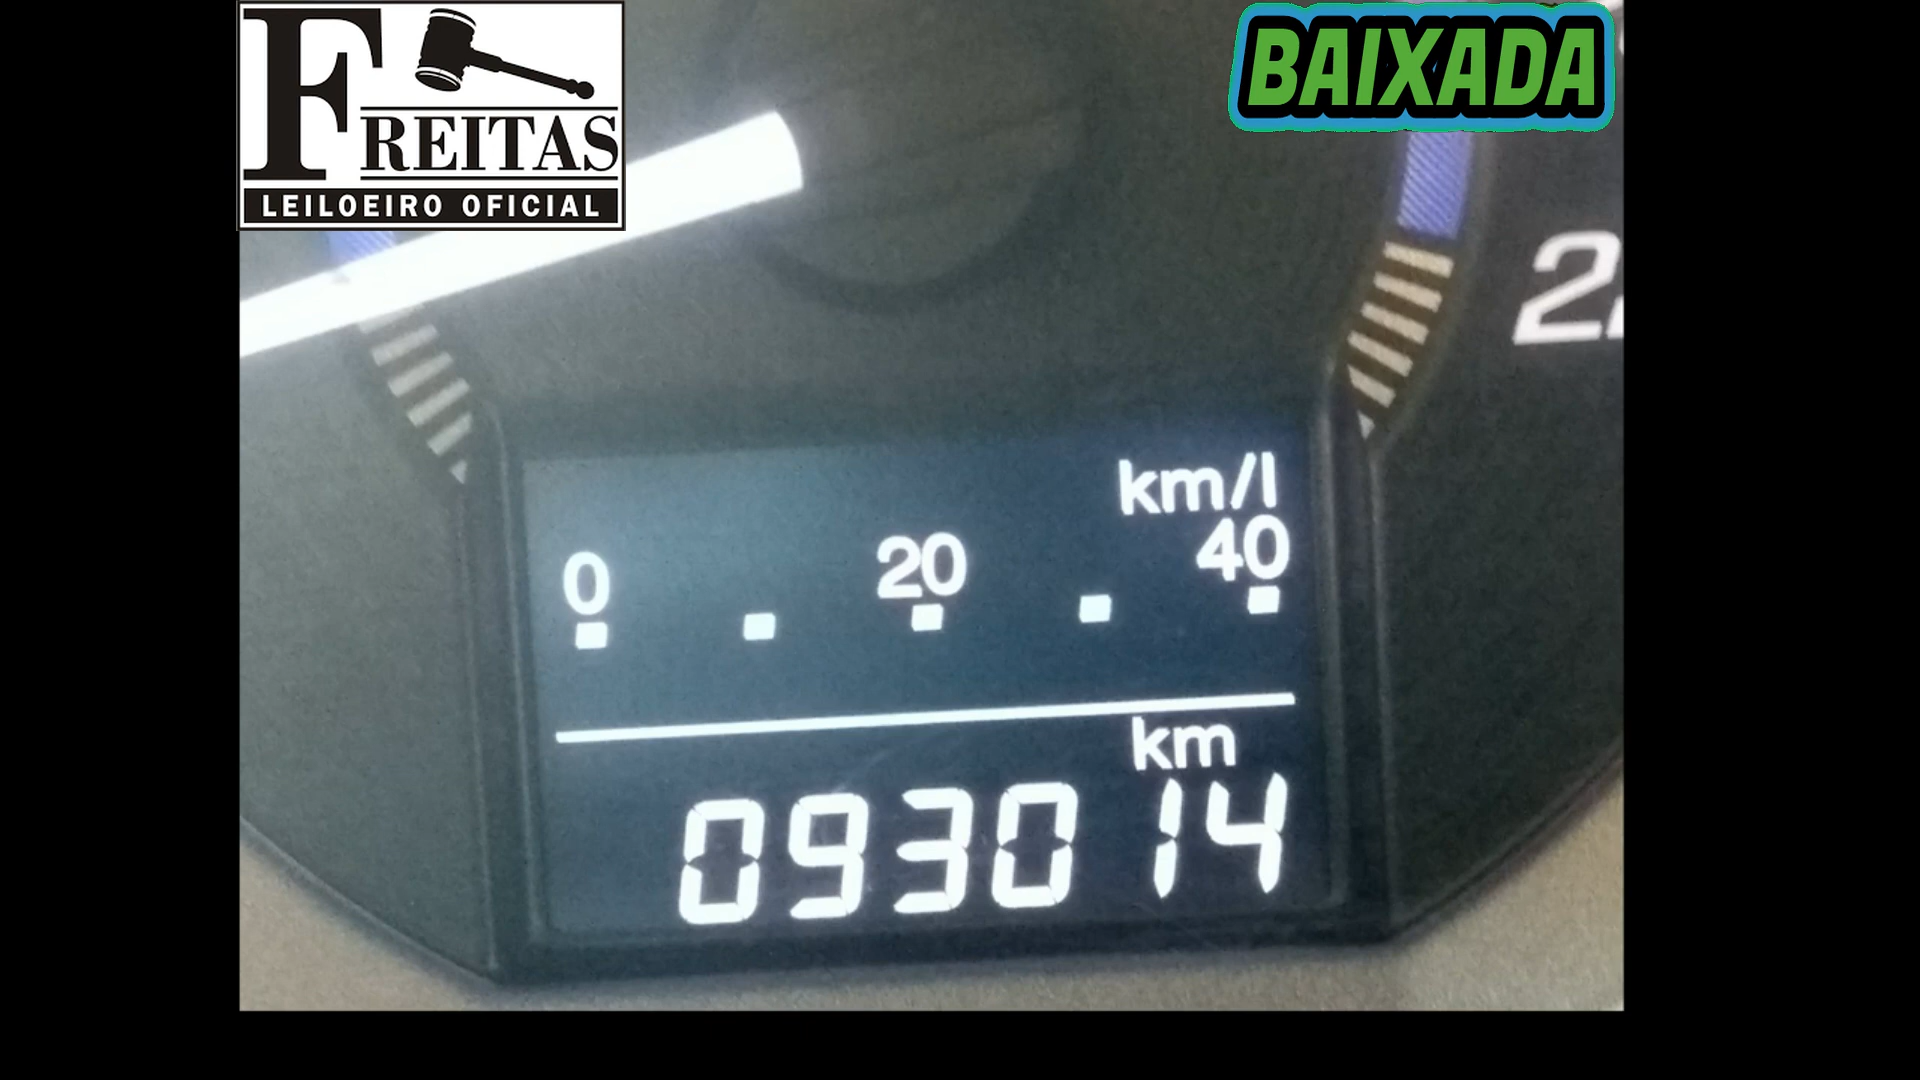 FREITAS
LEILOEIRO OFICIAL
BAIXADA
km/l
0 20 40
km
093014